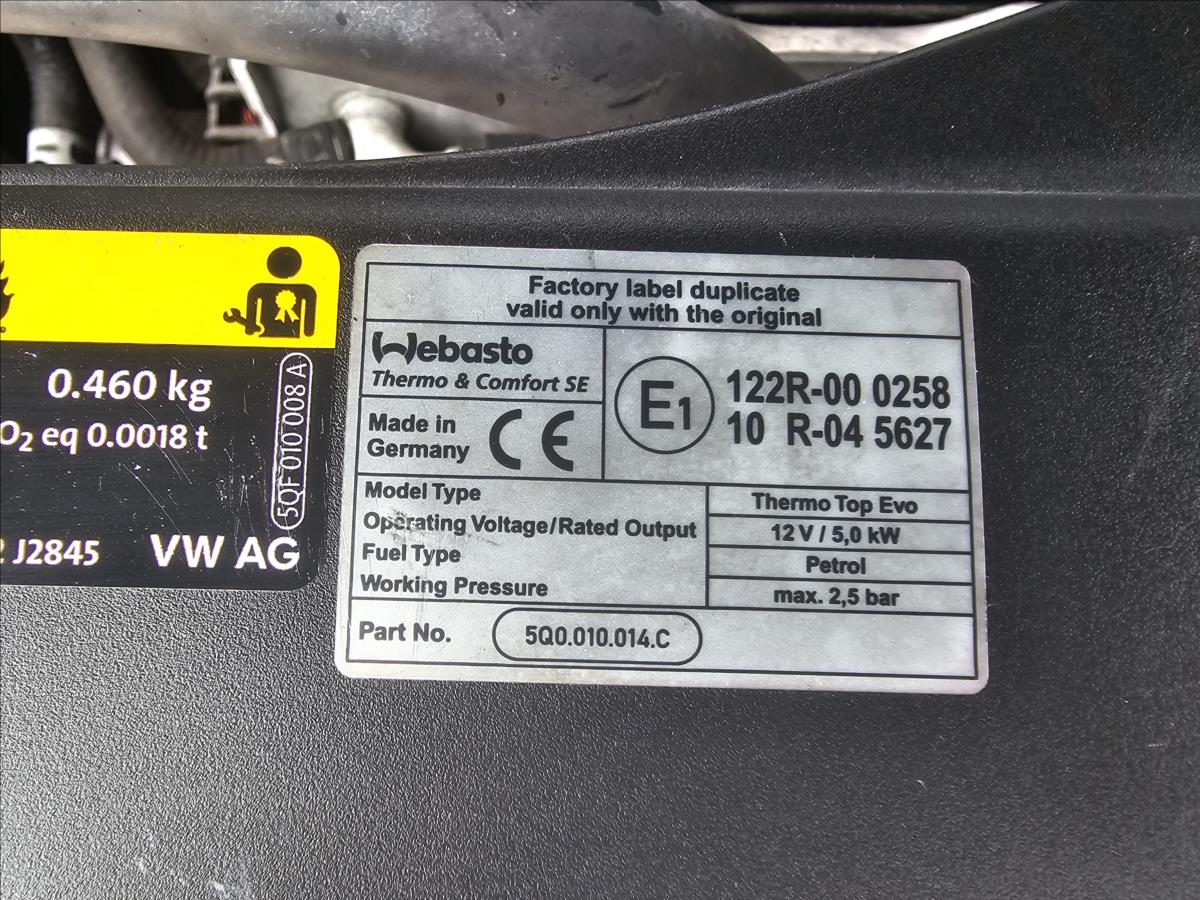 0.460 kg
O₂ eq 0.0018 t
5QF 010 008 A
J2845 VW AG
Factory label duplicate
valid only with the original
Webasto
Thermo & Comfort SE
Made in
Germany
CE
E1
122R-00 0258
10 R-04 5627
Model Type
Thermo Top Evo
Operating Voltage/Rated Output
12 V / 5,0 kW
Fuel Type
Petrol
Working Pressure
max. 2,5 bar
Part No.
5Q0.010.014.C